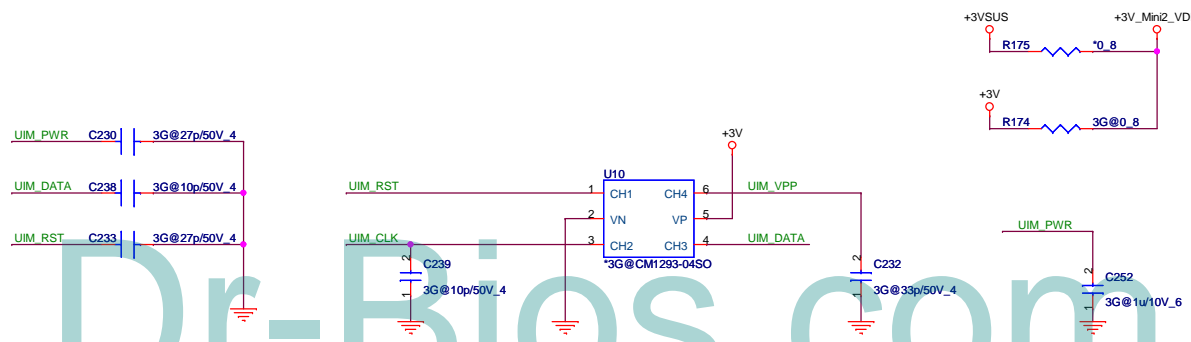 +3VSUS
+3V_Mini2_VD
R175
*0_8
+3V
R174
3G@0_8
UIM_PWR
C230
3G@27p/50V_4
UIM_DATA
C238
3G@10p/50V_4
UIM_RST
C233
3G@27p/50V_4
+3V
U10
UIM_RST
1
CH1
CH4
6
UIM_VPP
2
VN
VP
5
UIM_CLK
3
CH2
CH3
4
UIM_DATA
*3G@CM1293-04SO
2
C239
1
3G@10p/50V_4
2
C232
1
3G@33p/50V_4
UIM_PWR
2
C252
1
3G@1u/10V_6
Dr-Bios.com